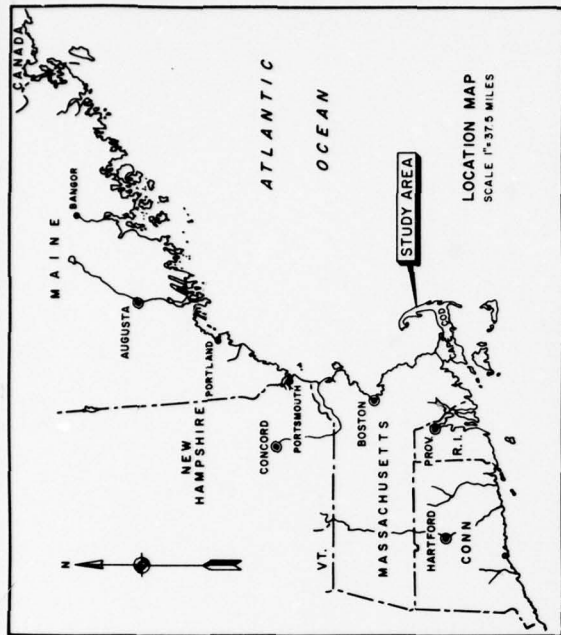 CANADA
MAINE
BANGOR
AUGUSTA
PORTLAND
NEW
HAMPSHIRE
CONCORD
PORTSMOUTH
ATLANTIC
OCEAN
N
VT.
MASSACHUSETTS
BOSTON
HARTFORD
CONN
PROV.
R.I.
CAPE COD
STUDY AREA
LOCATION MAP
SCALE 1"=37.5 MILES